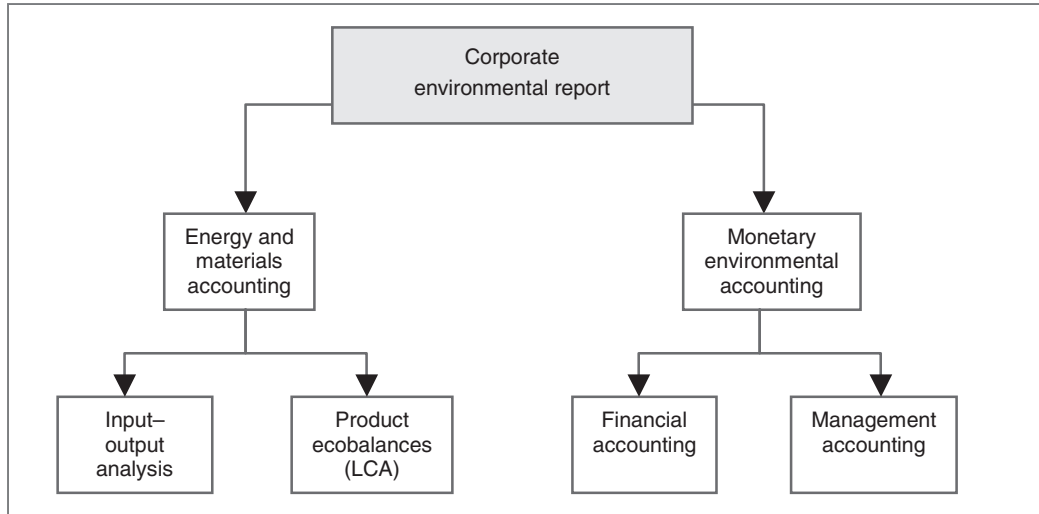 Corporate
environmental report
Energy and
materials
accounting
Monetary
environmental
accounting
Input–
output
analysis
Product
ecobalances
(LCA)
Financial
accounting
Management
accounting